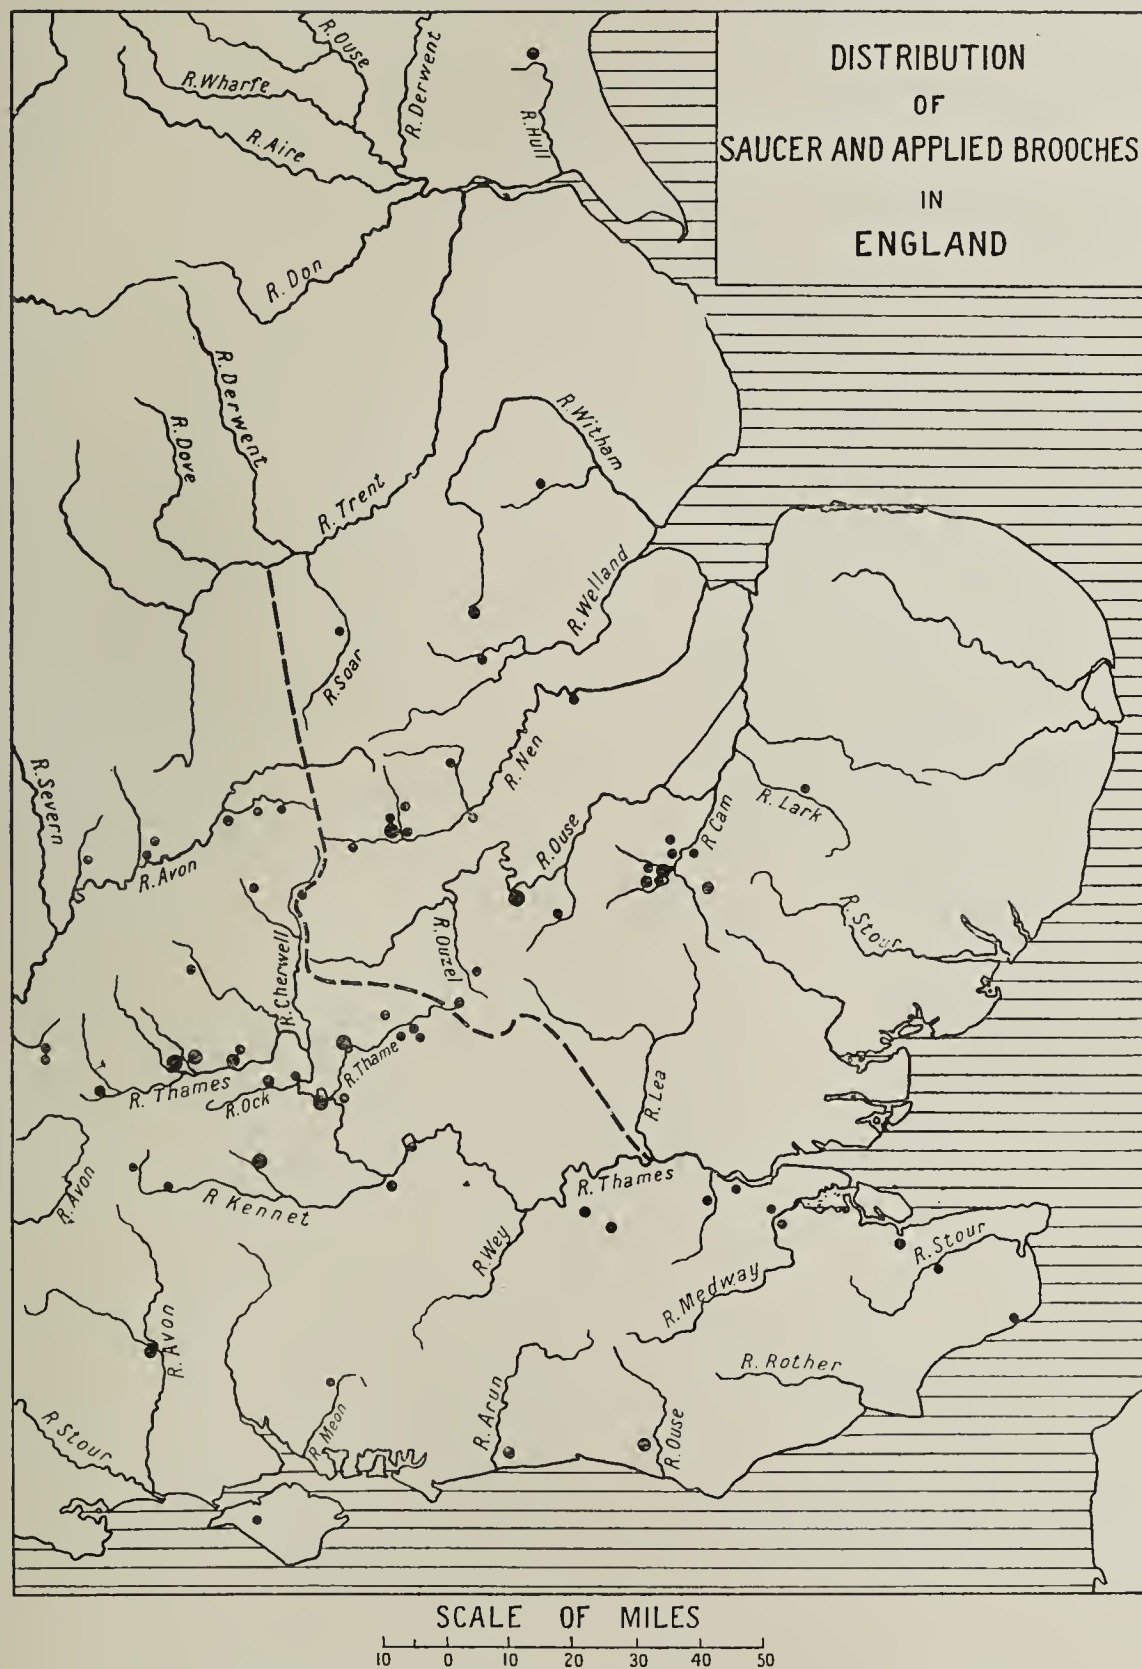 DISTRIBUTION
OF
SAUCER AND APPLIED BROOCHES
IN
ENGLAND
R. Ouse
R. Wharfe
R. Derwent
R. Aire
R. Hull
R. Don
R. Derwent
R. Dove
R. Witham
R. Trent
R. Welland
R. Soar
R. Nen
R. Severn
R. Lark
R Cam
R. Ouse
R. Avon
R. Stour
R. Ouzel
R. Cherwell
R. Thame
R. Thames
R. Ock
R. Lea
R. Avon
R. Thames
R Kennet
R. Wey
R. Stour
R. Medway
R. Avon
R. Rother
R. Arun
R. Meon
R. Ouse
R. Stour
SCALE OF MILES
10 0 10 20 30 40 50